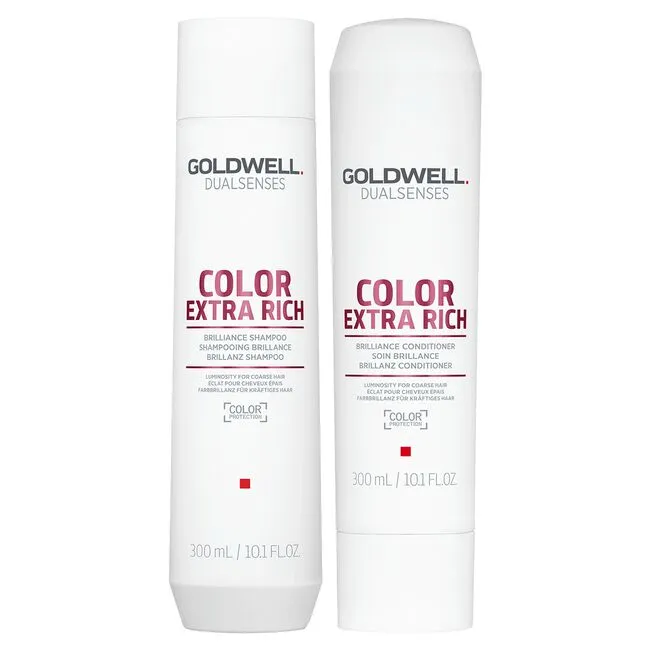 GOLDWELL.
DUALSENSES
COLOR
EXTRA RICH
BRILLIANCE SHAMPOO
SHAMPOOING BRILLANCE
BRILLANZ SHAMPOO
LUMINOSITY FOR COARSE HAIR
ÉCLAT POUR CHEVEUX ÉPAIS
FARBBRILLANZ FÜR KRÄFTIGES HAAR
COLOR
PROTECTION
300 mL / 10.1 FL.OZ.
GOLDWELL.
DUALSENSES
COLOR
EXTRA RICH
BRILLIANCE CONDITIONER
SOIN BRILLANCE
BRILLANZ CONDITIONER
LUMINOSITY FOR COARSE HAIR
ÉCLAT POUR CHEVEUX ÉPAIS
FARBBRILLANZ FÜR KRÄFTIGES HAAR
COLOR
PROTECTION
300 mL / 10.1 FL.OZ.